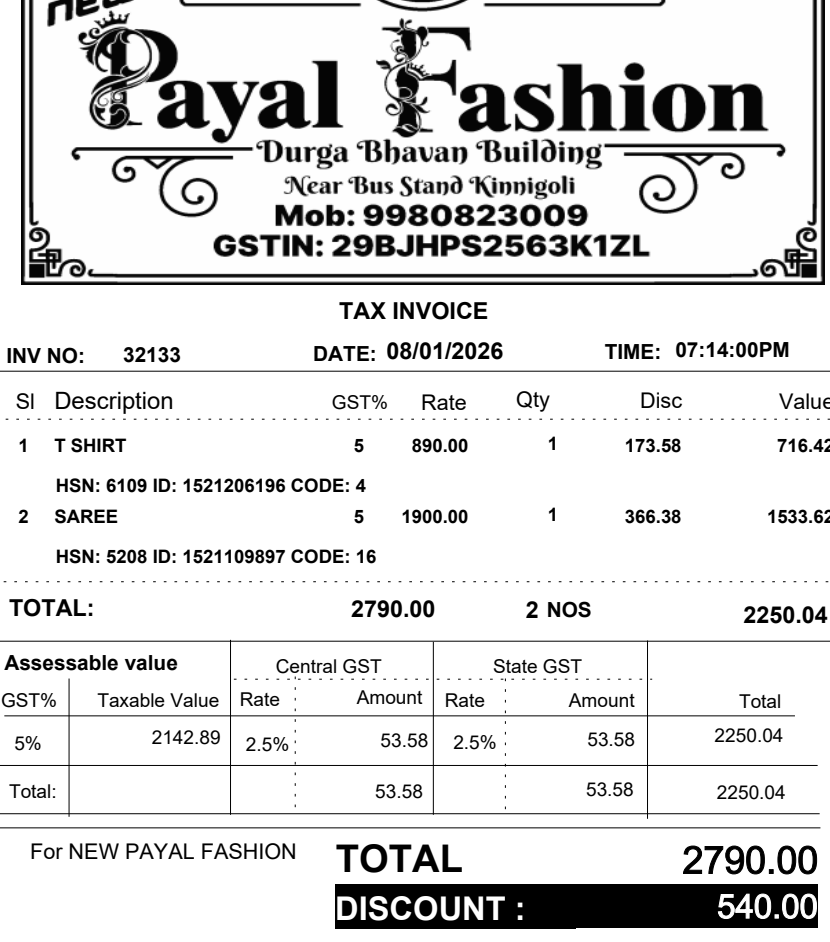 new
Payal Fashion
Durga Bhavan Building
Near Bus Stand Kinnigoli
Mob: 9980823009
GSTIN: 29BJHPS2563K1ZL
TAX INVOICE
INV NO: 32133 DATE: 08/01/2026 TIME: 07:14:00PM
Sl Description GST% Rate Qty Disc Value
1 T SHIRT 5 890.00 1 173.58 716.42
HSN: 6109 ID: 1521206196 CODE: 4
2 SAREE 5 1900.00 1 366.38 1533.62
HSN: 5208 ID: 1521109897 CODE: 16
TOTAL: 2790.00 2 NOS 2250.04
Assessable value Central GST State GST
GST% Taxable Value Rate Amount Rate Amount Total
5% 2142.89 2.5% 53.58 2.5% 53.58 2250.04
Total: 53.58 53.58 2250.04
For NEW PAYAL FASHION TOTAL 2790.00
DISCOUNT : 540.00